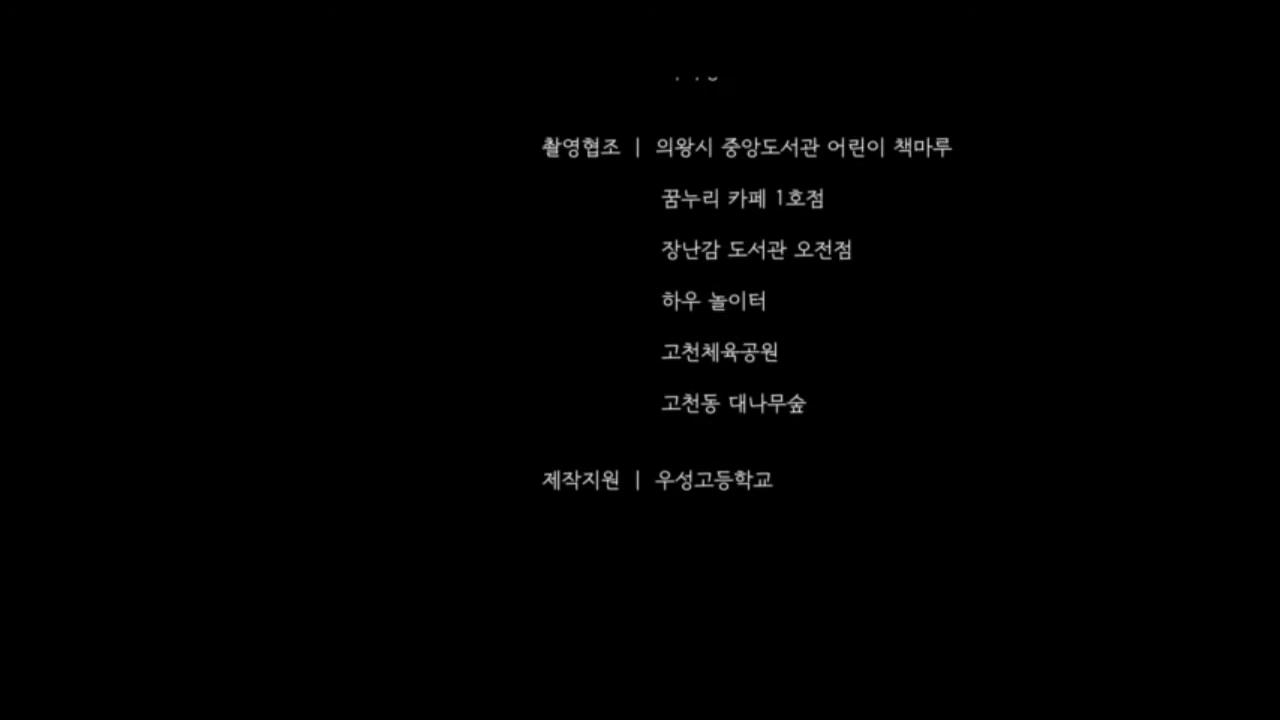 촬영협조 | 의왕시 중앙도서관 어린이 책마루
꿈누리 카페 1호점
장난감 도서관 오전점
하우 놀이터
고천체육공원
고천동 대나무숲
제작지원 | 우성고등학교